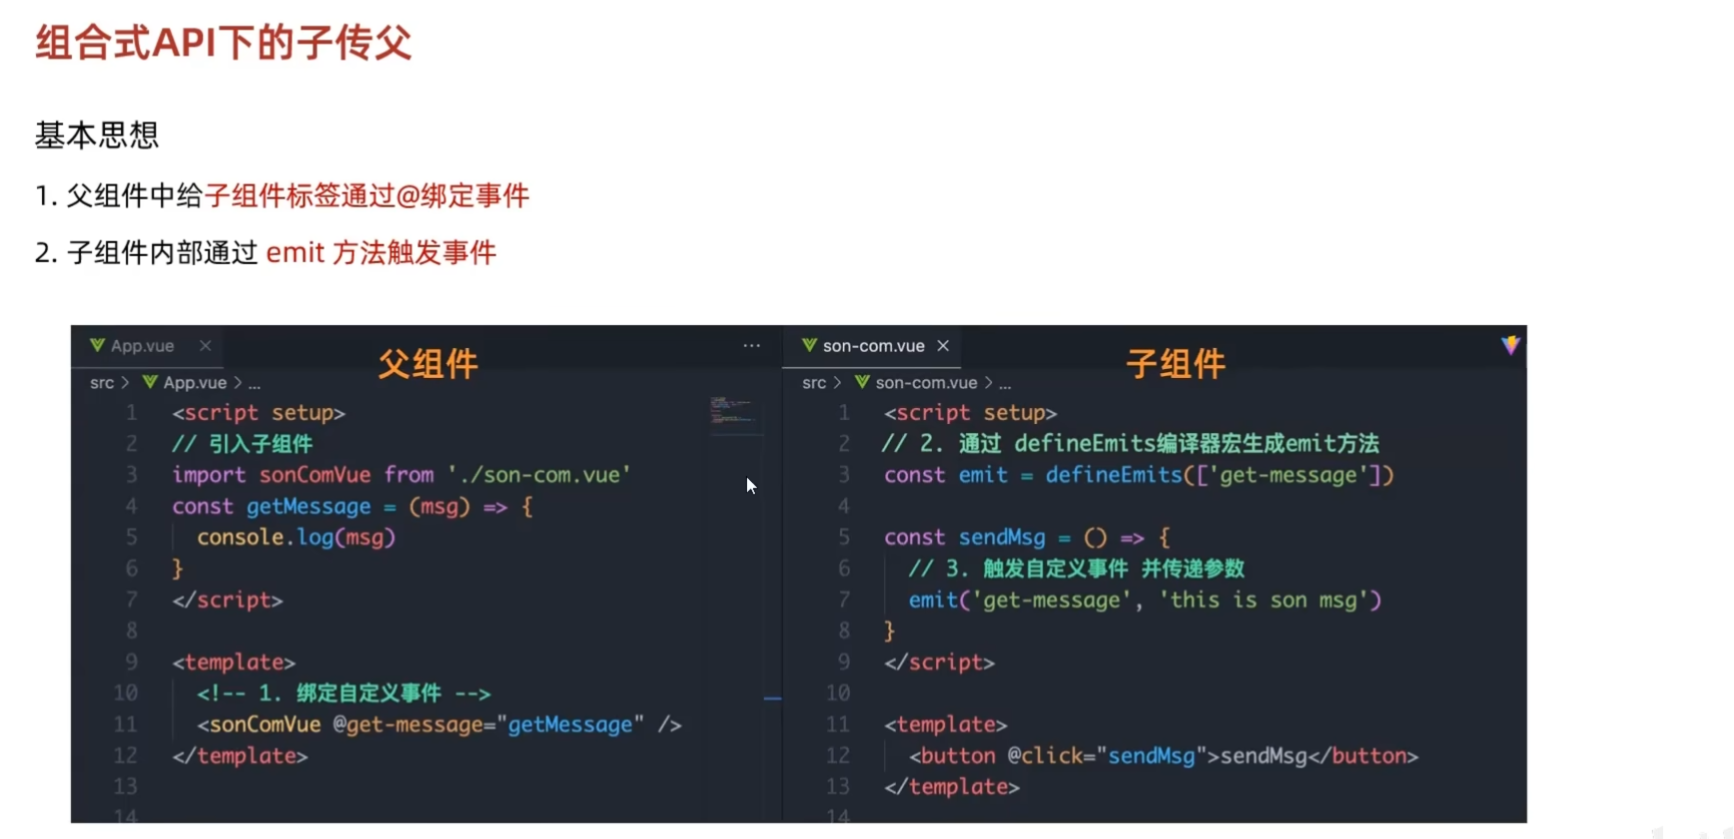 组合式API下的子传父
基本思想
1. 父组件中给子组件标签通过@绑定事件
2. 子组件内部通过 emit 方法触发事件
App.vue ×
父组件
···
src > App.vue > ...
1 <script setup>
2 // 引入子组件
3 import sonComVue from './son-com.vue'
4 const getMessage = (msg) => {
5 console.log(msg)
6 }
7 </script>
8
9 <template>
10 <!-- 1. 绑定自定义事件 -->
11 <sonComVue @get-message="getMessage" />
12 </template>
13
14
son-com.vue ×
子组件
src > son-com.vue > ...
1 <script setup>
2 // 2. 通过 defineEmits编译器宏生成emit方法
3 const emit = defineEmits(['get-message'])
4
5 const sendMsg = () => {
6 // 3. 触发自定义事件 并传递参数
7 emit('get-message', 'this is son msg')
8 }
9 </script>
10
11 <template>
12 <button @click="sendMsg">sendMsg</button>
13 </template>
14